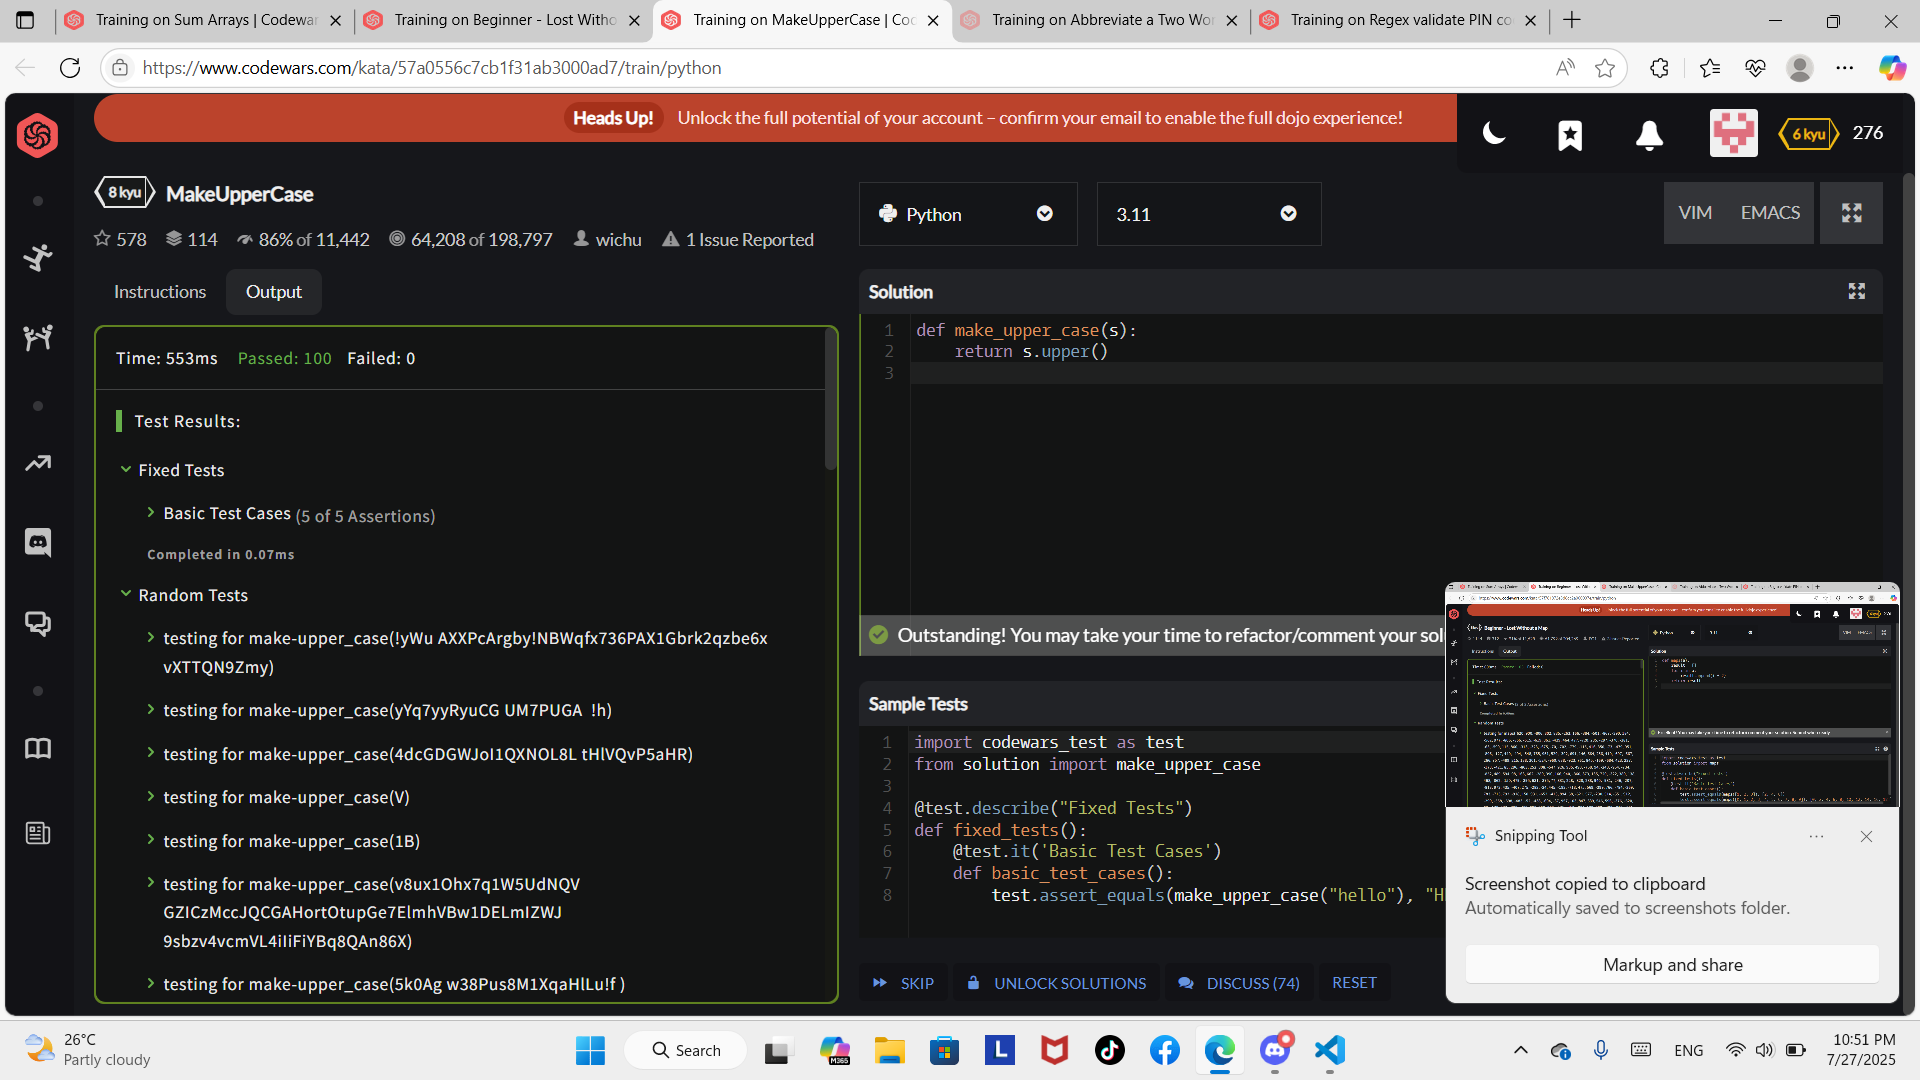 Training on Sum Arrays | Codewar
Training on Beginner - Lost Witho
Training on MakeUpperCase | Cod
Training on Abbreviate a Two Wor
Training on Regex validate PIN co
https://www.codewars.com/kata/57a0556c7cb1f31ab3000ad7/train/python
Heads Up! Unlock the full potential of your account – confirm your email to enable the full dojo experience!
6 kyu 276
8 kyu MakeUpperCase
578 114 86% of 11,442 64,208 of 198,797 wichu 1 Issue Reported
Python 3.11 VIM EMACS
Instructions Output
Time: 553ms Passed: 100 Failed: 0
Test Results:
Fixed Tests
Basic Test Cases (5 of 5 Assertions)
Completed in 0.07ms
Random Tests
testing for make-upper_case(!yWu AXXPcArgby!NBWqfx736PAX1Gbrk2qzbe6x
vXTTQN9Zmy)
testing for make-upper_case(yYq7yyRyuCG UM7PUGA !h)
testing for make-upper_case(4dcGDGWJoI1QXNOL8L tHlVQvP5aHR)
testing for make-upper_case(V)
testing for make-upper_case(1B)
testing for make-upper_case(v8ux1Ohx7q1W5UdNQV
GZICzMccJQCGAHortOtupGe7ElmhVBw1DELmIZWJ
9sbzv4vcmVL4iIiFiYBq8QAn86X)
testing for make-upper_case(5k0Ag w38Pus8M1XqaHlLu!f )
Solution
1 def make_upper_case(s):
2 return s.upper()
3
Outstanding! You may take your time to refactor/comment your sol
Sample Tests
1 import codewars_test as test
2 from solution import make_upper_case
3
4 @test.describe("Fixed Tests")
5 def fixed_tests():
6 @test.it('Basic Test Cases')
7 def basic_test_cases():
8 test.assert_equals(make_upper_case("hello"), "H
SKIP UNLOCK SOLUTIONS DISCUSS (74) RESET
Snipping Tool
Screenshot copied to clipboard
Automatically saved to screenshots folder.
Markup and share
26°C
Partly cloudy
Search
M365
L
ENG
10:51 PM
7/27/2025